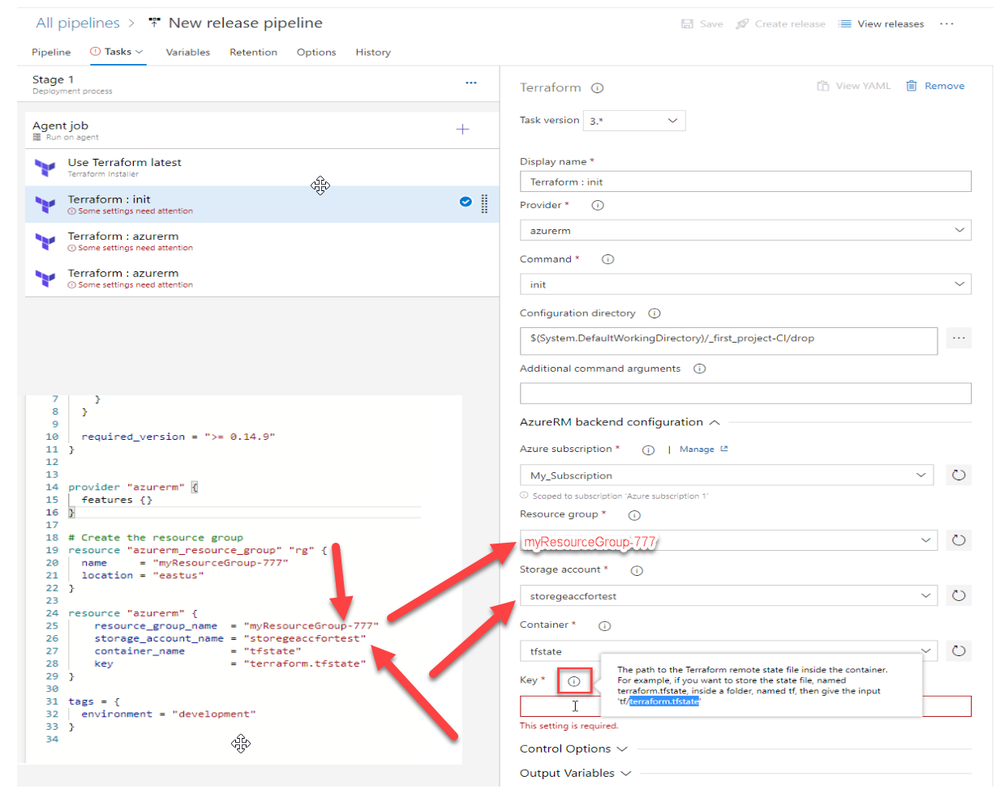 All pipelines > New release pipeline
Save Create release View releases ...
Pipeline Tasks Variables Retention Options History
Stage 1
Deployment process
...
Agent job
Run on agent
Use Terraform latest
Terraform Installer
Terraform : init
Some settings need attention
Terraform : azurerm
Some settings need attention
Terraform : azurerm
Some settings need attention
7 }
8 }
9
10 required_version = ">= 0.14.9"
11 }
12
13
14 provider "azurerm" {
15 features {}
16 }
17
18 # Create the resource group
19 resource "azurerm_resource_group" "rg" {
20 name = "myResourceGroup-777"
21 location = "eastus"
22 }
23
24 resource "azurerm" {
25 resource_group_name = "myResourceGroup-777"
26 storage_account_name = "storegeaccfortest"
27 container_name = "tfstate"
28 key = "terraform.tfstate"
29 }
30
31 tags = {
32 environment = "development"
33 }
34
Terraform
View YAML Remove
Task version 3.*
Display name *
Terraform : init
Provider *
azurerm
Command *
init
Configuration directory
$(System.DefaultWorkingDirectory)/_first_project-CI/drop
...
Additional command arguments
AzureRM backend configuration
Azure subscription * | Manage
My_Subscription
Scoped to subscription 'Azure subscription 1'
Resource group *
myResourceGroup-777
Storage account *
storegeaccfortest
Container *
tfstate
Key *
The path to the Terraform remote state file inside the container.
For example, if you want to store the state file, named
terraform.tfstate, inside a folder, named tf, then give the input
'tf/terraform.tfstate'
This setting is required.
Control Options
Output Variables